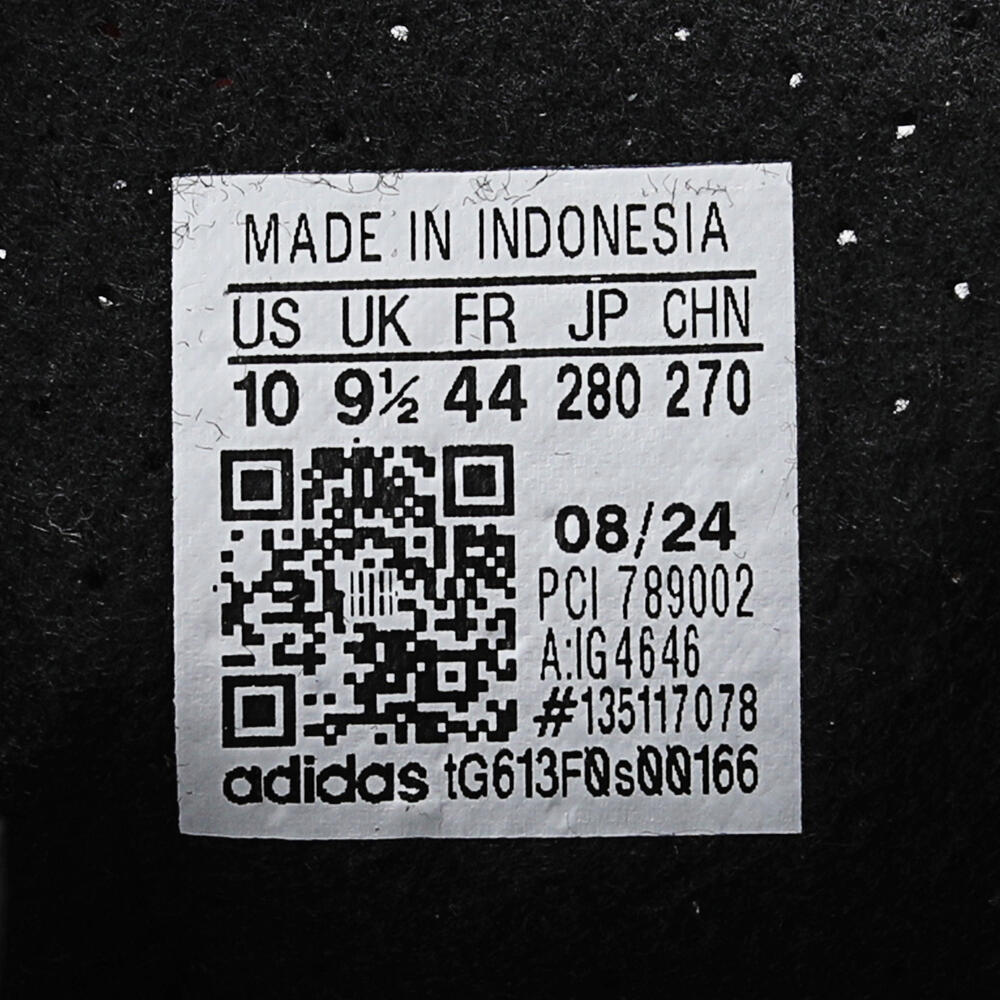 MADE IN INDONESIA
US UK FR JP CHN
10 9½ 44 280 270
08/24
PCI 789002
A:IG4646
#135117078
adidas tG613F0s00166